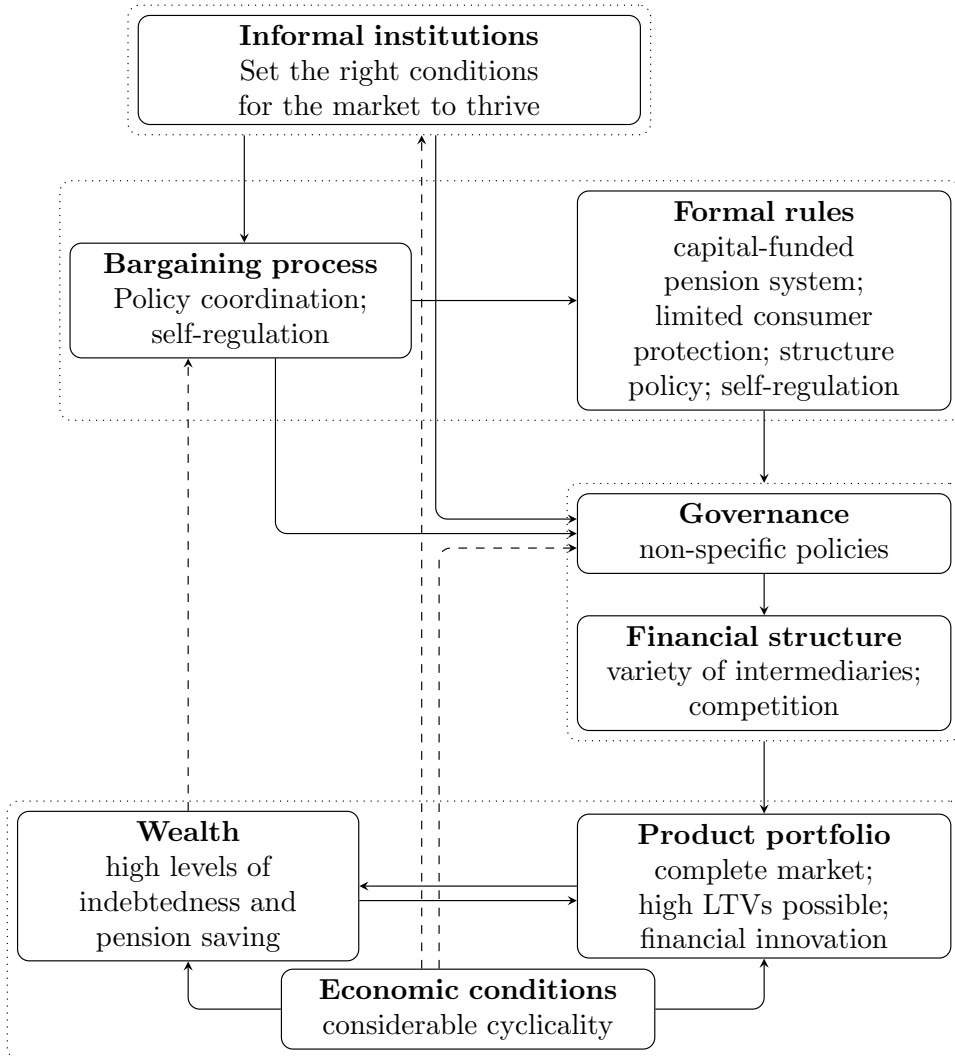 Informal institutions
Set the right conditions
for the market to thrive
Bargaining process
Policy coordination;
self-regulation
Formal rules
capital-funded
pension system;
limited consumer
protection; structure
policy; self-regulation
Governance
non-specific policies
Financial structure
variety of intermediaries;
competition
Wealth
high levels of
indebtedness and
pension saving
Product portfolio
complete market;
high LTVs possible;
financial innovation
Economic conditions
considerable cyclicality